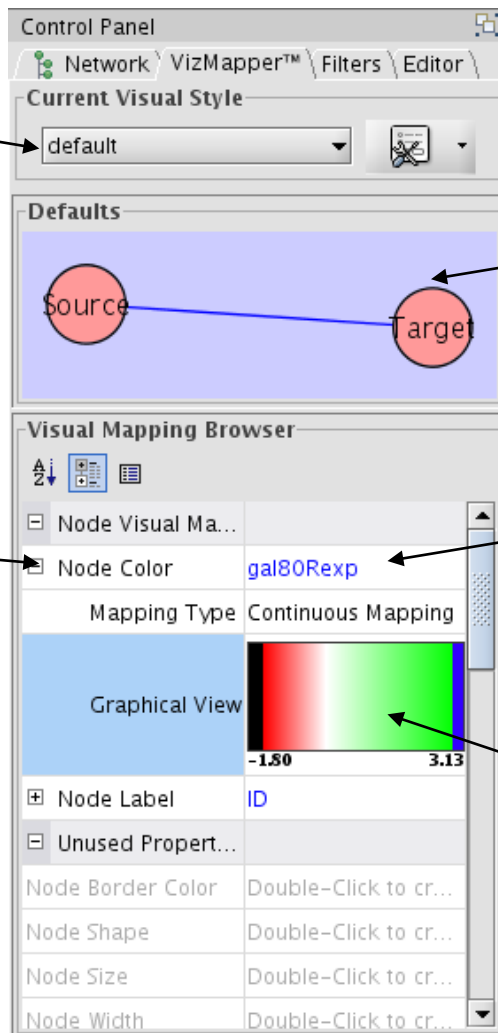 Control Panel
Network VizMapper™ Filters Editor
Current Visual Style
default
Defaults
Source
Target
Visual Mapping Browser
Node Visual Ma...
Node Color gal80Rexp
Mapping Type Continuous Mapping
Graphical View
-1.80 3.13
Node Label ID
Unused Propert...
Node Border Color Double-Click to cr...
Node Shape Double-Click to cr...
Node Size Double-Click to cr...
Node Width Double-Click to cr...